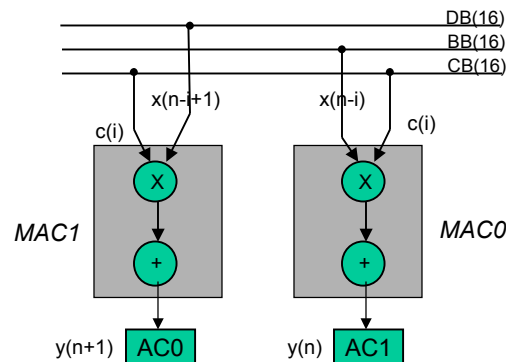 DB(16)
BB(16)
CB(16)
x(n-i+1)
x(n-i)
c(i)
c(i)
X
X
MAC1
MAC0
+
+
y(n+1)
AC0
y(n)
AC1